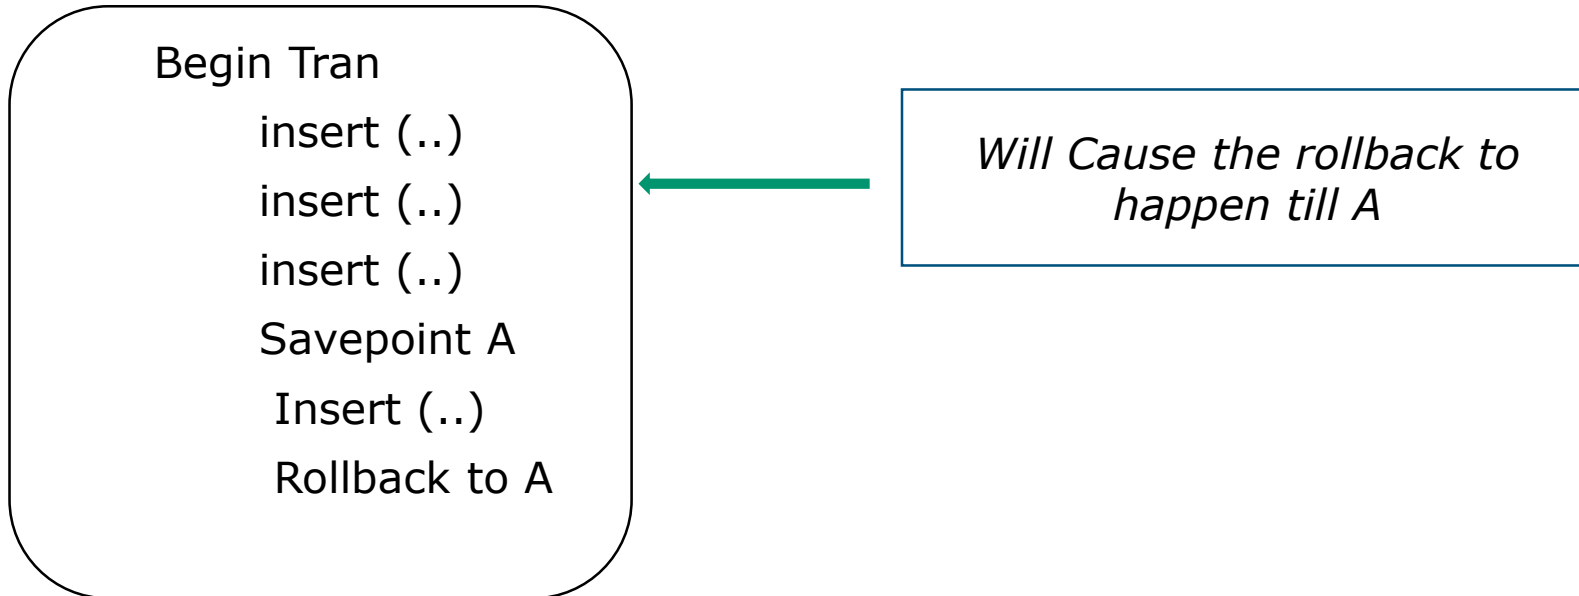 Begin Tran
insert (..)
insert (..)
insert (..)
Savepoint A
Insert (..)
Rollback to A
Will Cause the rollback to
happen till A